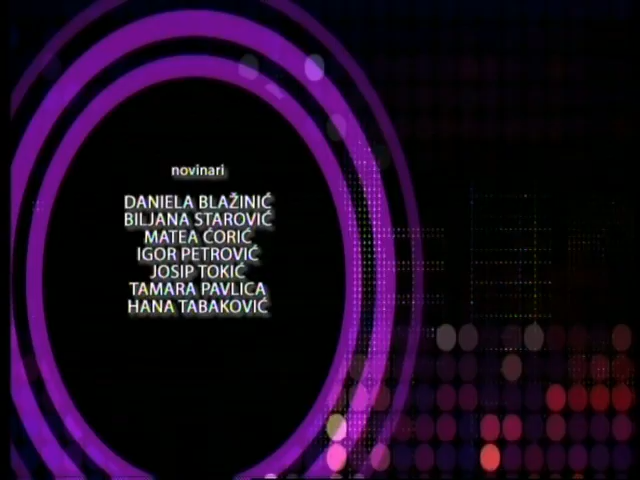 novinari
DANIELA BLAŽINIĆ
BILJANA STAROVIĆ
MATEA ĆORIĆ
IGOR PETROVIĆ
JOSIP TOKIĆ
TAMARA PAVLICA
HANA TABAKOVIĆ